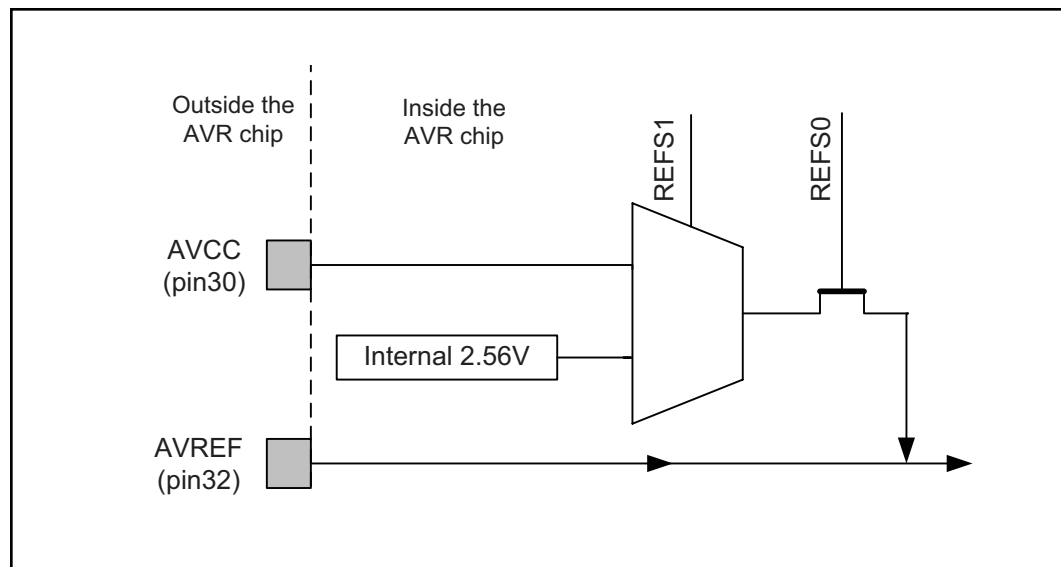 Outside the
AVR chip
Inside the
AVR chip
REFS1
REFS0
AVCC
(pin30)
Internal 2.56V
AVREF
(pin32)